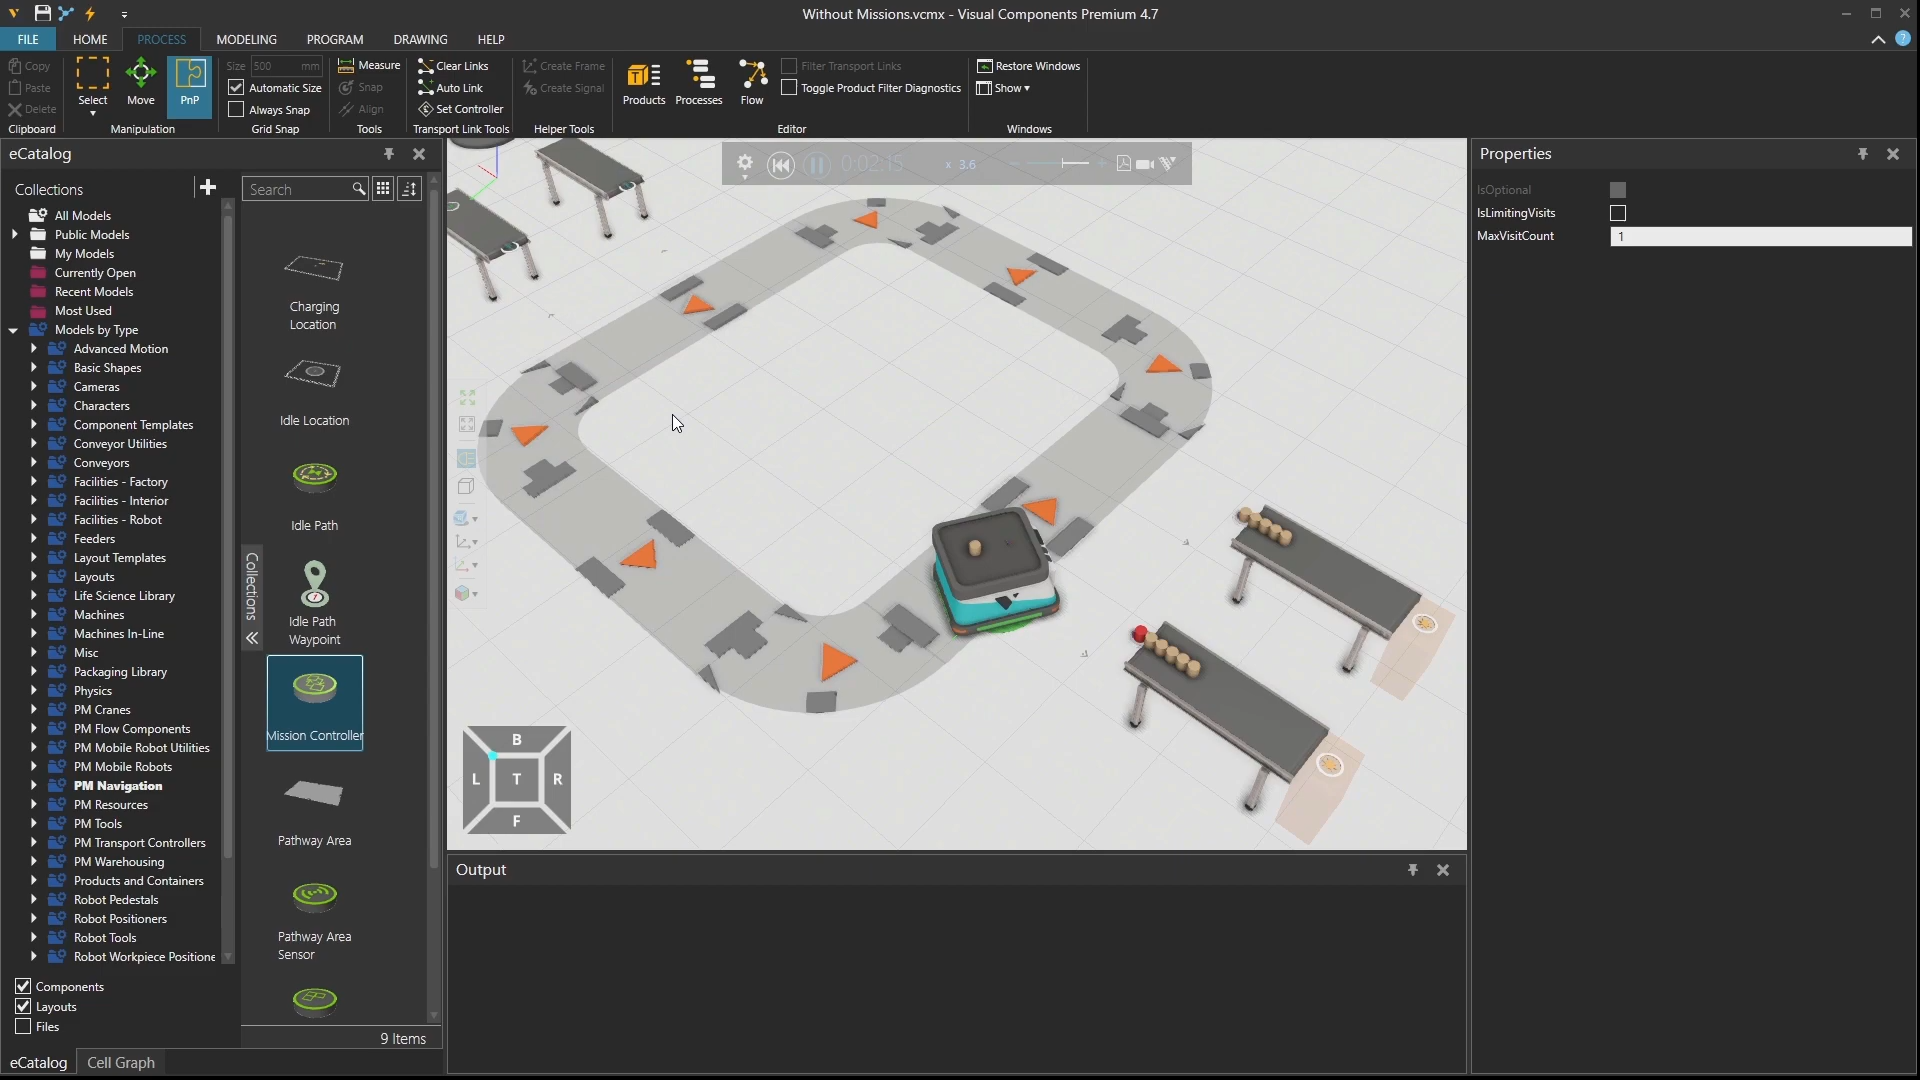 Without Missions.vcmx - Visual Components Premium 4.7
FILE
HOME
PROCESS
MODELING
PROGRAM
DRAWING
HELP
Copy
Paste
Delete
Clipboard
Select
Move
PnP
Manipulation
Size 500 mm
Automatic Size
Always Snap
Grid Snap
Measure
Snap
Align
Tools
Clear Links
Auto Link
Set Controller
Transport Link Tools
Create Frame
Create Signal
Helper Tools
Products
Processes
Flow
Filter Transport Links
Toggle Product Filter Diagnostics
Editor
Restore Windows
Show
Windows
eCatalog
Collections
All Models
Public Models
My Models
Currently Open
Recent Models
Most Used
Models by Type
Advanced Motion
Basic Shapes
Cameras
Characters
Component Templates
Conveyor Utilities
Conveyors
Facilities - Factory
Facilities - Interior
Facilities - Robot
Feeders
Layout Templates
Layouts
Life Science Library
Machines
Machines In-Line
Misc
Packaging Library
Physics
PM Cranes
PM Flow Components
PM Mobile Robot Utilities
PM Mobile Robots
PM Navigation
PM Resources
PM Tools
PM Transport Controllers
PM Warehousing
Products and Containers
Robot Pedestals
Robot Positioners
Robot Tools
Robot Workpiece Positione
Components
Layouts
Files
eCatalog
Cell Graph
Collections
Search
Charging
Location
Idle Location
Idle Path
Idle Path
Waypoint
Mission Controller
Pathway Area
Pathway Area
Sensor
9 Items
0:02:15
x 3.6
B
L T R
F
Output
Properties
IsOptional
IsLimitingVisits
MaxVisitCount 1